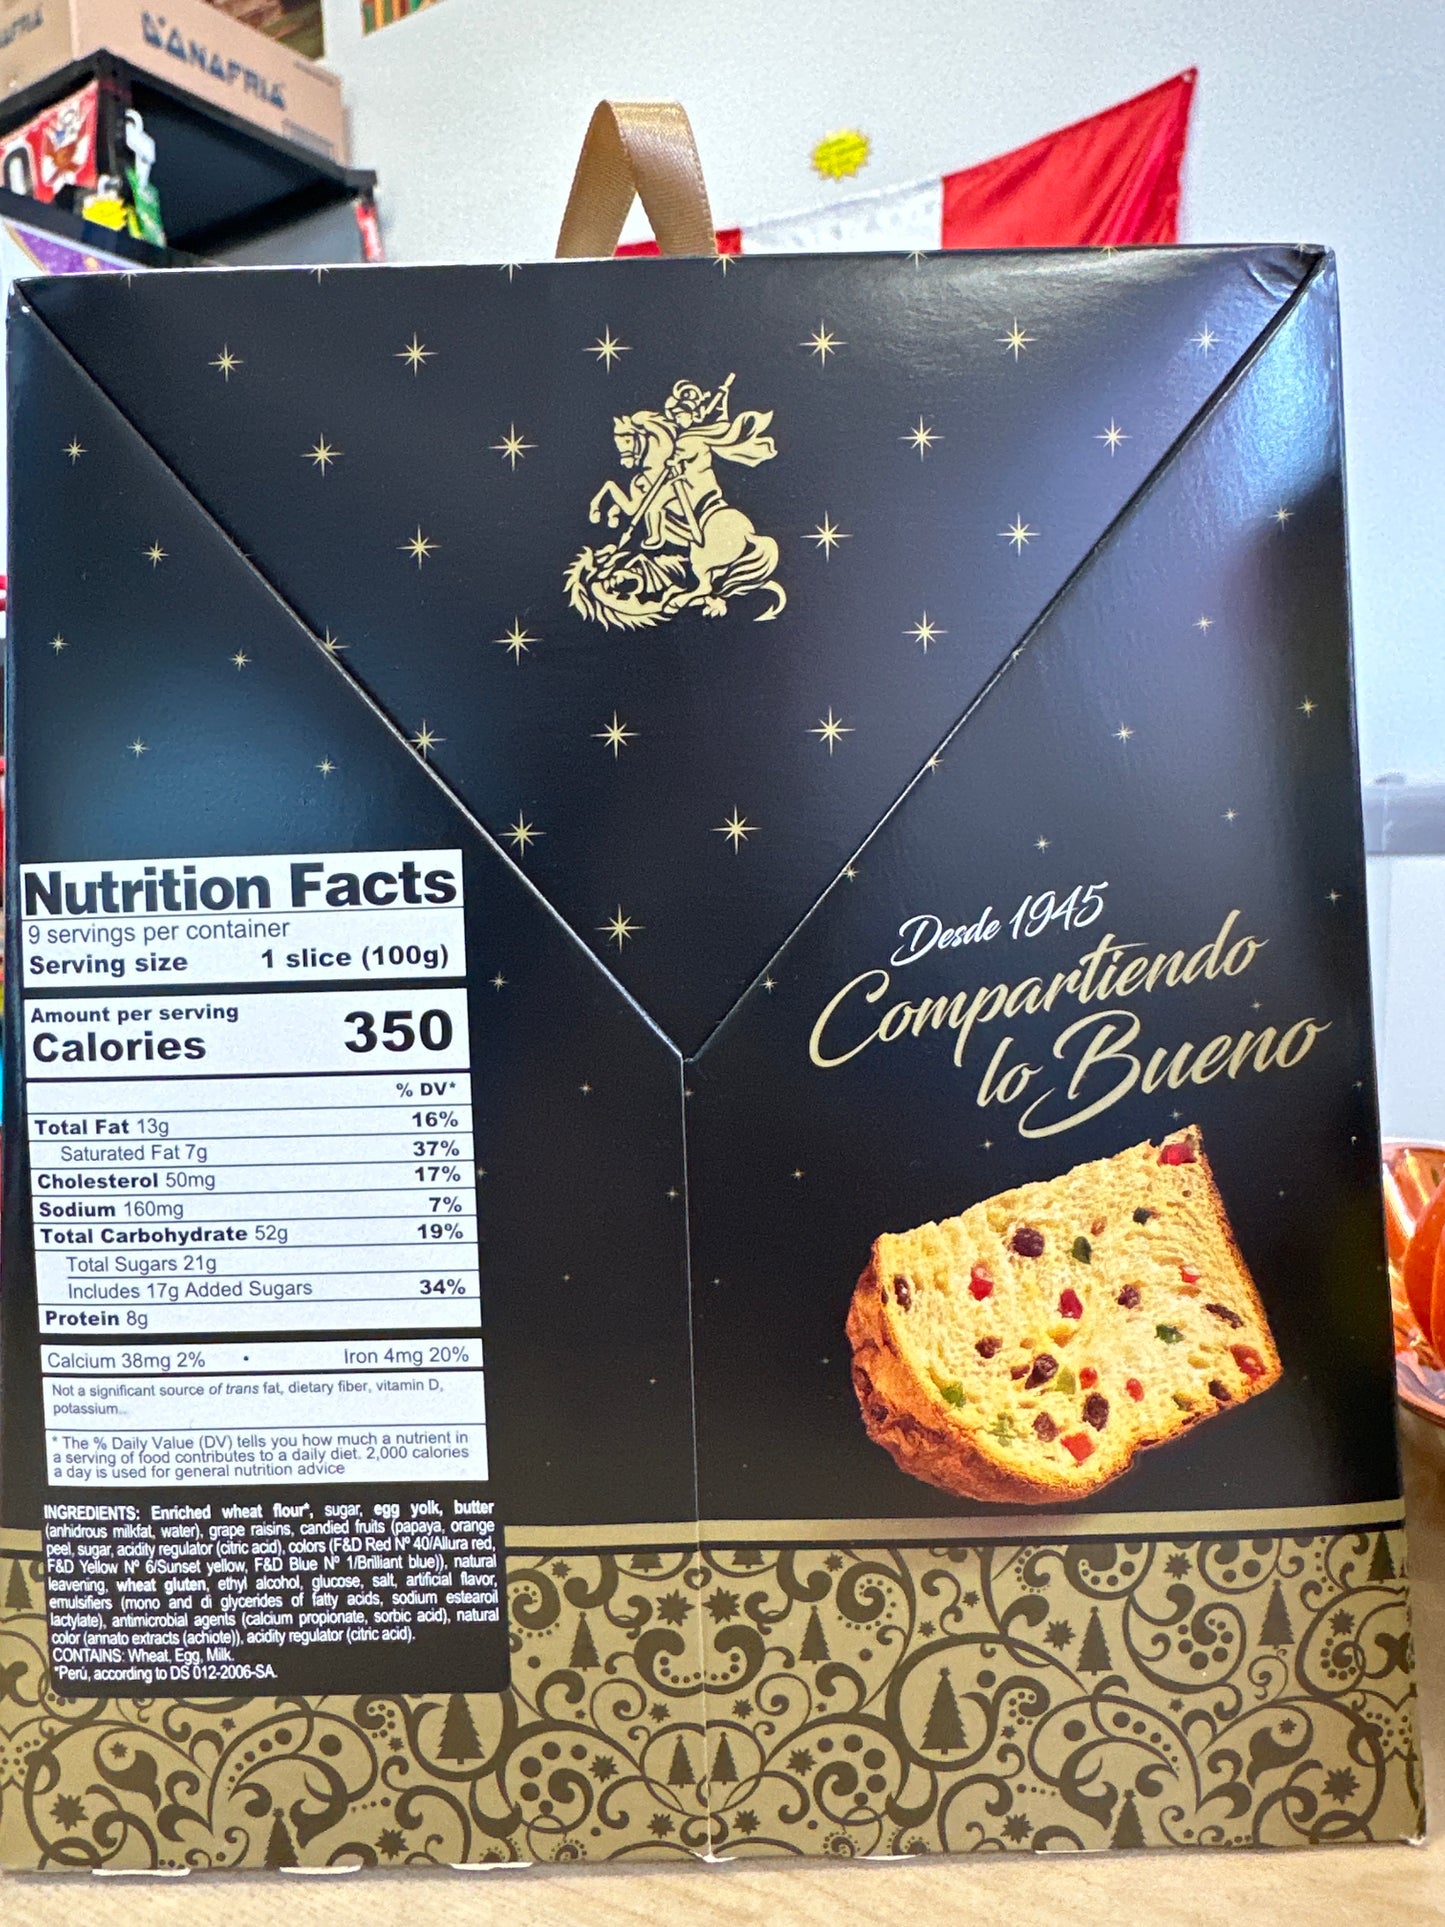 D'ANAFRIA
Nutrition Facts
9 servings per container
Serving size 1 slice (100g)
Amount per serving
Calories 350
% DV*
Total Fat 13g 16%
Saturated Fat 7g 37%
Cholesterol 50mg 17%
Sodium 160mg 7%
Total Carbohydrate 52g 19%
Total Sugars 21g
Includes 17g Added Sugars 34%
Protein 8g
Calcium 38mg 2% • Iron 4mg 20%
Not a significant source of trans fat, dietary fiber, vitamin D,
potassium..
* The % Daily Value (DV) tells you how much a nutrient in
a serving of food contributes to a daily diet. 2,000 calories
a day is used for general nutrition advice
INGREDIENTS: Enriched wheat flour*, sugar, egg yolk, butter
(anhidrous milkfat, water), grape raisins, candied fruits (papaya, orange
peel, sugar, acidity regulator (citric acid), colors (F&D Red Nº 40/Allura red,
F&D Yellow Nº 6/Sunset yellow, F&D Blue Nº 1/Brilliant blue)), natural
leavening, wheat gluten, ethyl alcohol, glucose, salt, artificial flavor,
emulsifiers (mono and di glycerides of fatty acids, sodium estearoil
lactylate), antimicrobial agents (calcium propionate, sorbic acid), natural
color (annato extracts (achiote)), acidity regulator (citric acid).
CONTAINS: Wheat, Egg, Milk.
*Perú, according to DS 012-2006-SA.
Desde 1945
Compartiendo
lo Bueno